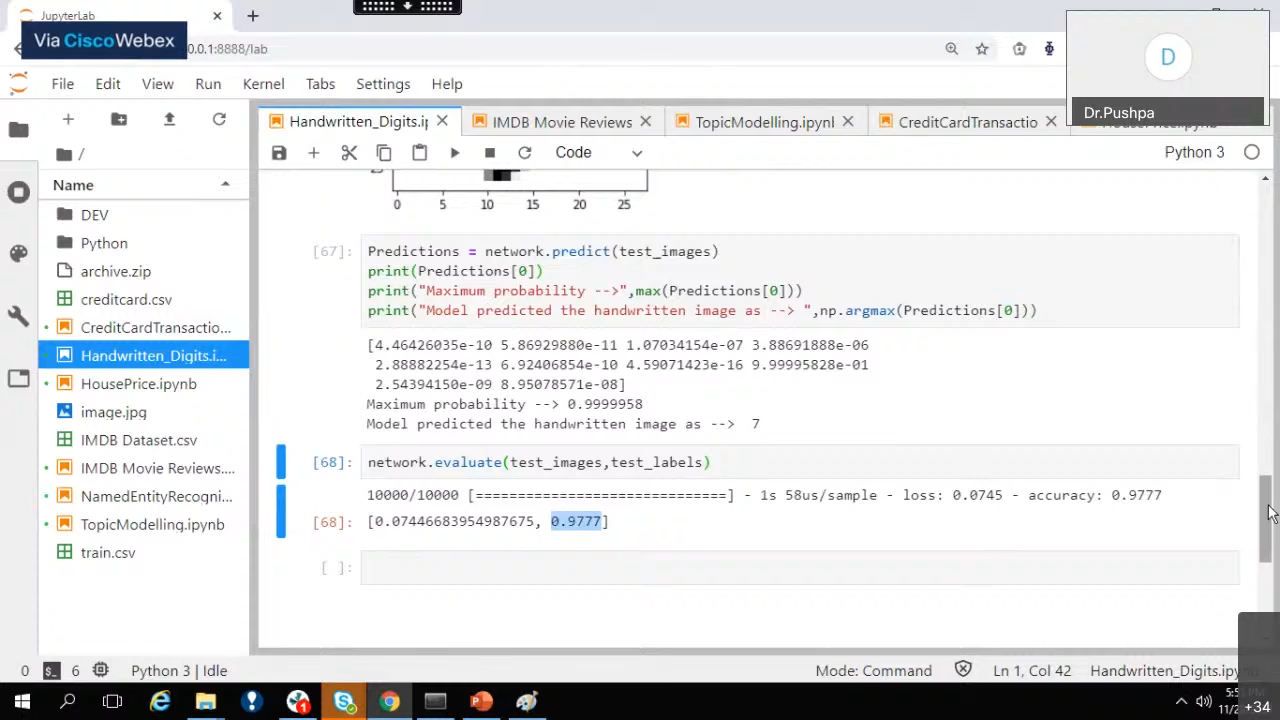 JupyterLab
Via Cisco Webex
0.0.1:8888/lab
D
Dr.Pushpa
File Edit View Run Kernel Tabs Settings Help
Handwritten_Digits.i
IMDB Movie Reviews
TopicModelling.ipynl
CreditCardTransactio
Code
Python 3
/
Name
DEV
Python
archive.zip
creditcard.csv
CreditCardTransactio...
Handwritten_Digits.i...
HousePrice.ipynb
image.jpg
IMDB Dataset.csv
IMDB Movie Reviews....
NamedEntityRecogni...
TopicModelling.ipynb
train.csv
0 5 10 15 20 25
[67]: Predictions = network.predict(test_images)
print(Predictions[0])
print("Maximum probability -->",max(Predictions[0]))
print("Model predicted the handwritten image as --> ",np.argmax(Predictions[0]))
[4.46426035e-10 5.86929880e-11 1.07034154e-07 3.88691888e-06
2.88882254e-13 6.92406854e-10 4.59071423e-16 9.99995828e-01
2.54394150e-09 8.95078571e-08]
Maximum probability --> 0.9999958
Model predicted the handwritten image as --> 7
[68]: network.evaluate(test_images,test_labels)
10000/10000 [==============================] - 1s 58us/sample - loss: 0.0745 - accuracy: 0.9777
[68]: [0.07446683954987675, 0.9777]
[ ]:
0 6 Python 3 | Idle
Mode: Command Ln 1, Col 42 Handwritten_Digits.ipynb
+34